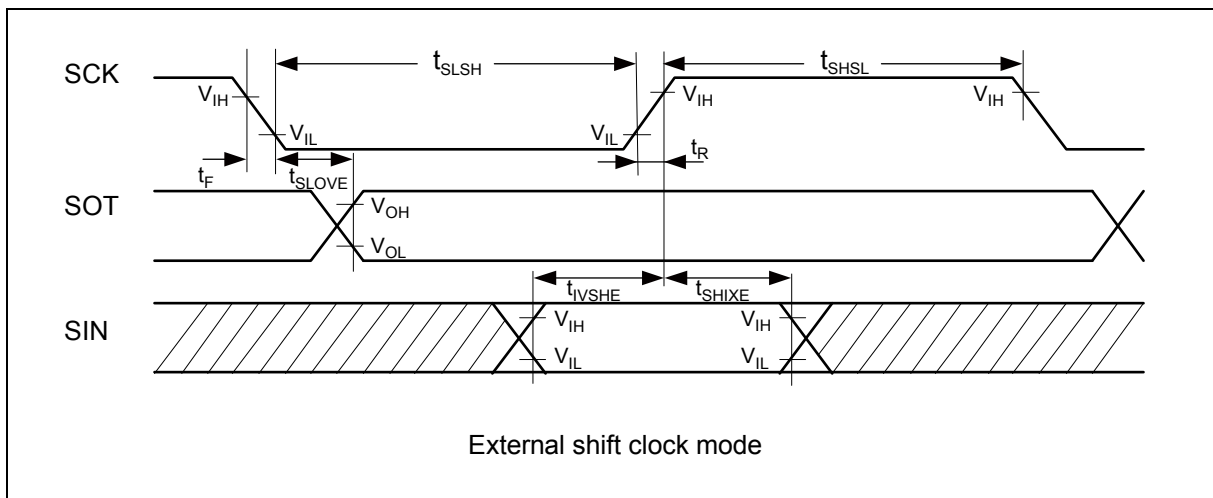 SCK
tSLSH
tSHSL
VIH
VIL
VIL
VIH
VIH
tF
tSLOVE
tR
SOT
VOH
VOL
tIVSHE
tSHIXE
SIN
VIH
VIL
VIH
VIL
External shift clock mode